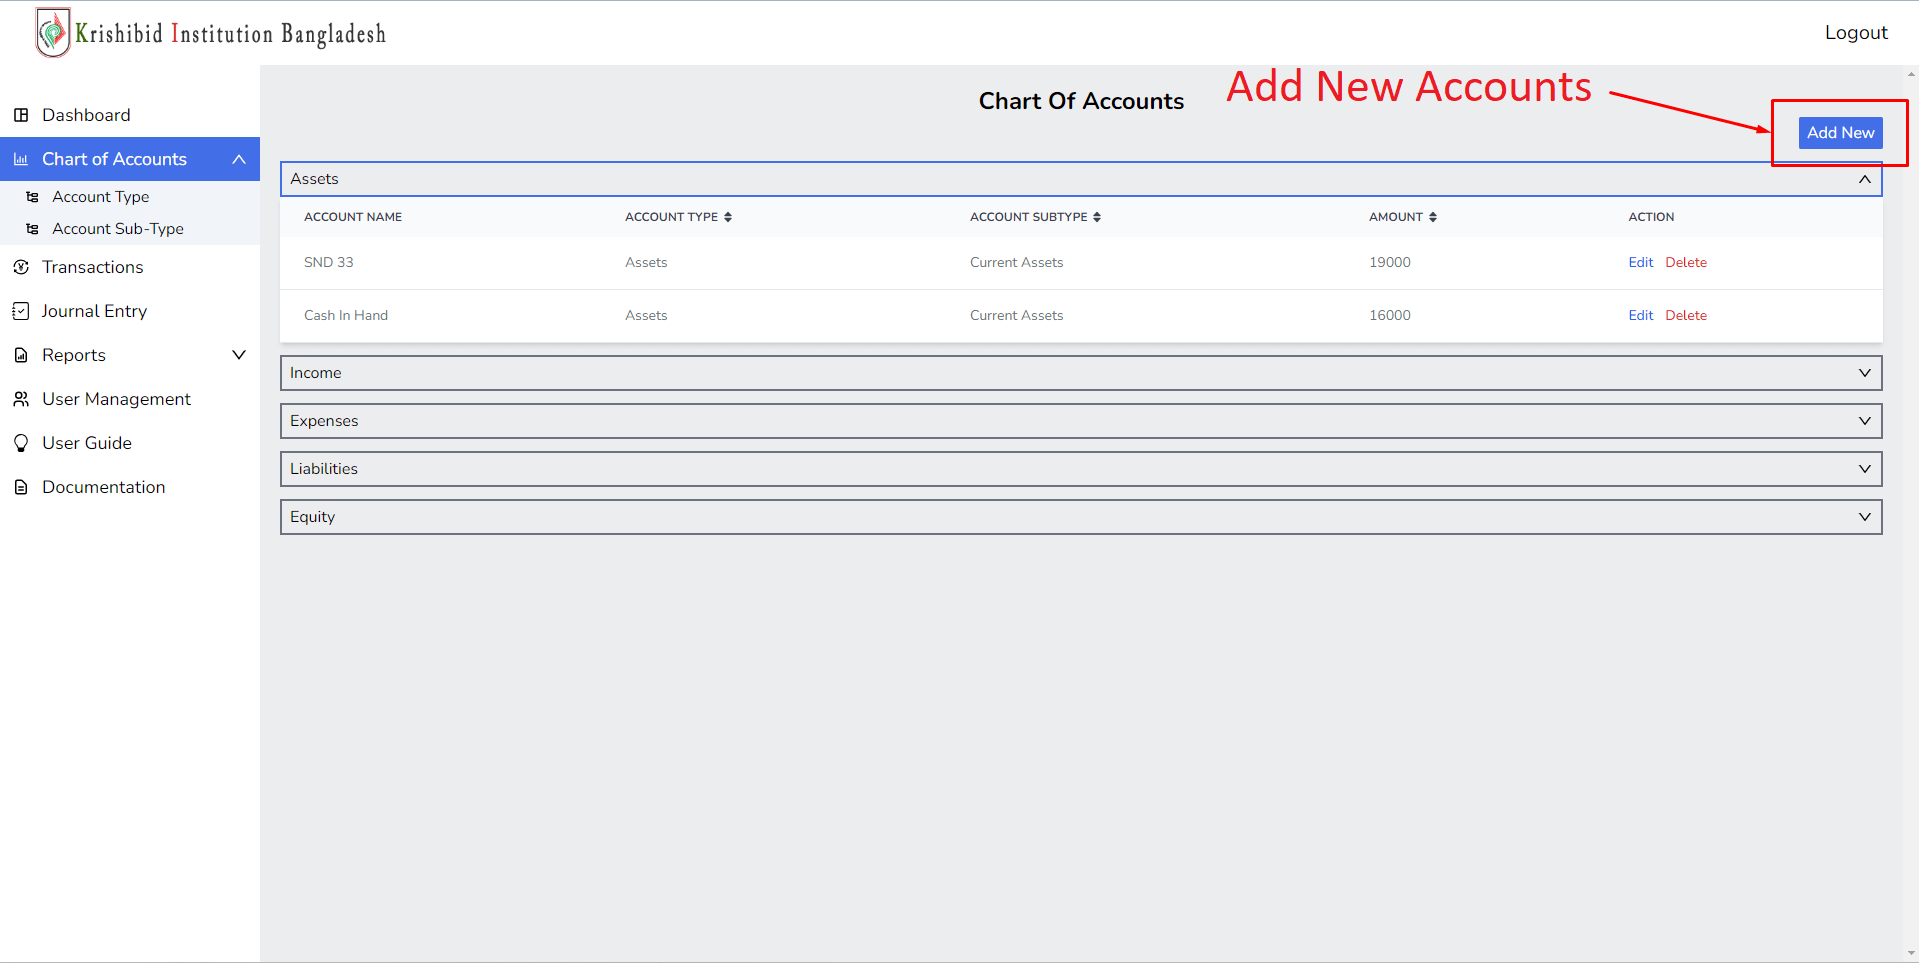 Krishibid Institution Bangladesh
Logout
Dashboard
Chart of Accounts
Account Type
Account Sub-Type
Transactions
Journal Entry
Reports
User Management
User Guide
Documentation
Chart Of Accounts
Add New Accounts
Add New
Assets
ACCOUNT NAME ACCOUNT TYPE ACCOUNT SUBTYPE AMOUNT ACTION
SND 33 Assets Current Assets 19000 Edit Delete
Cash In Hand Assets Current Assets 16000 Edit Delete
Income
Expenses
Liabilities
Equity